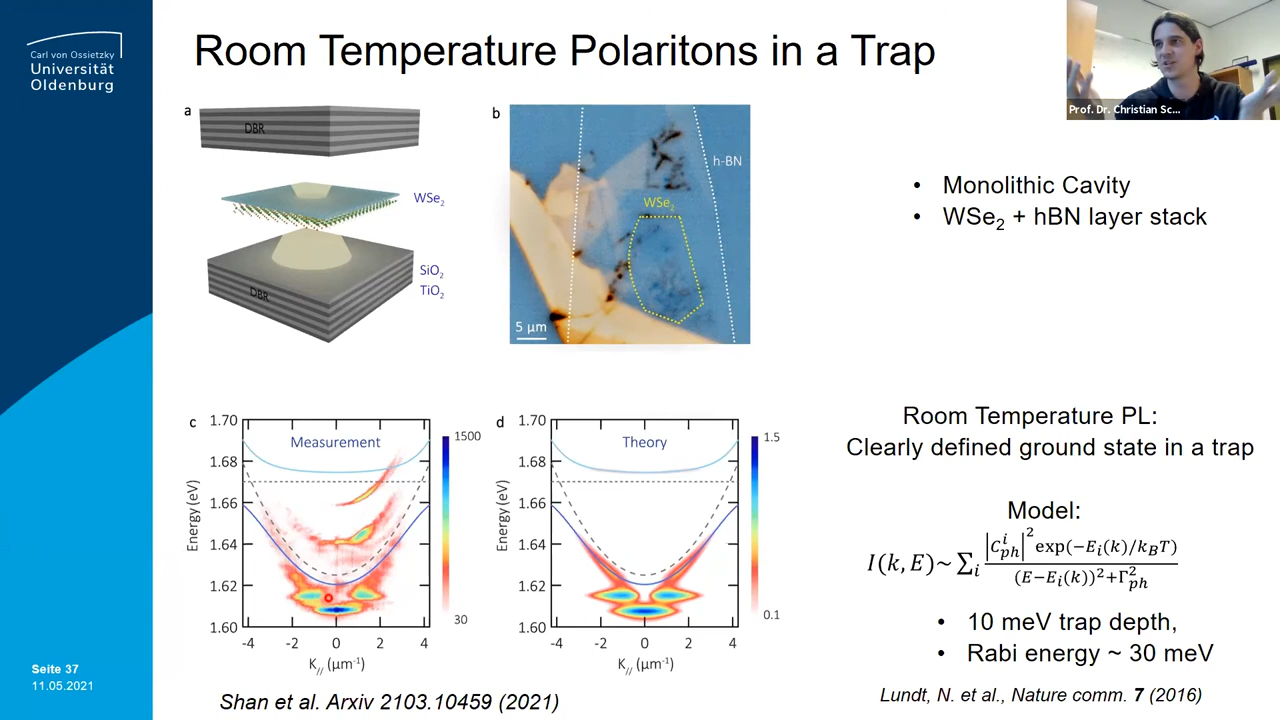 Carl von Ossietzky
Universität
Oldenburg
Room Temperature Polaritons in a Trap
Prof. Dr. Christian Sc...
a
DBR
WSe₂
SiO₂
TiO₂
DBR
b
h-BN
WSe₂
5 μm
• Monolithic Cavity
• WSe₂ + hBN layer stack
c
Measurement
1.70
1.68
1.66
1.64
1.62
1.60
Energy (eV)
-4 -2 0 2 4
K// (μm⁻¹)
1500
30
d
Theory
1.70
1.68
1.66
1.64
1.62
1.60
Energy (eV)
-4 -2 0 2 4
K// (μm⁻¹)
1.5
0.1
Room Temperature PL:
Clearly defined ground state in a trap
Model:
I(k, E)~ ∑ᵢ |Cⁱₚₕ|² exp(−Eᵢ(k)/k_BT) / (E−Eᵢ(k))²+Γ²ₚₕ
• 10 meV trap depth,
• Rabi energy ~ 30 meV
Shan et al. Arxiv 2103.10459 (2021)
Lundt, N. et al., Nature comm. 7 (2016)
Seite 37
11.05.2021